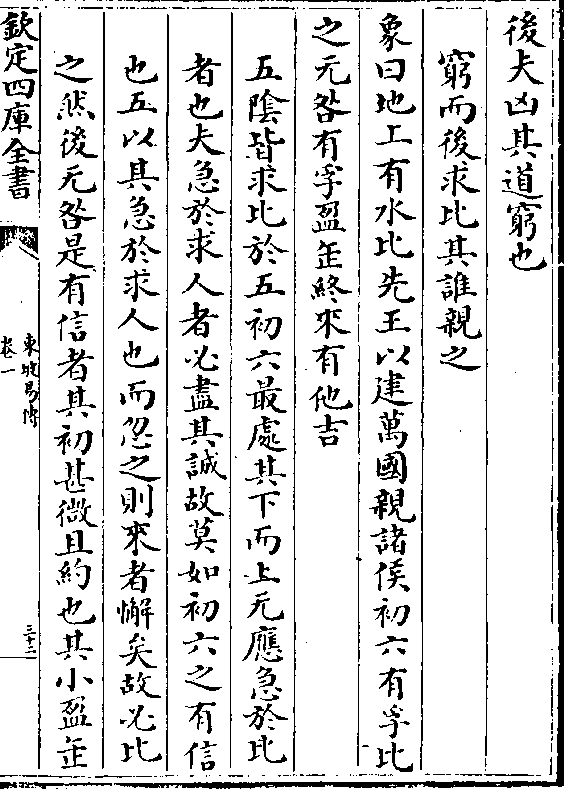 後夫凶其道窮也
窮而後求比其誰親之
象曰地上有水比先王以建萬國親諸侯初六有孚比
之无咎有孚盈缶終來有他吉
五陰皆求比於五初六最處其下而上无應急於比
者也夫急於求人者必盡其誠故莫如初六之有信
也五以其急於求人也而忽之則來者懈矣故必比
之然後无咎是有信者其初甚微且約也其小盈缶
欽定四庫全書
東坡易傳
卷一
三十二